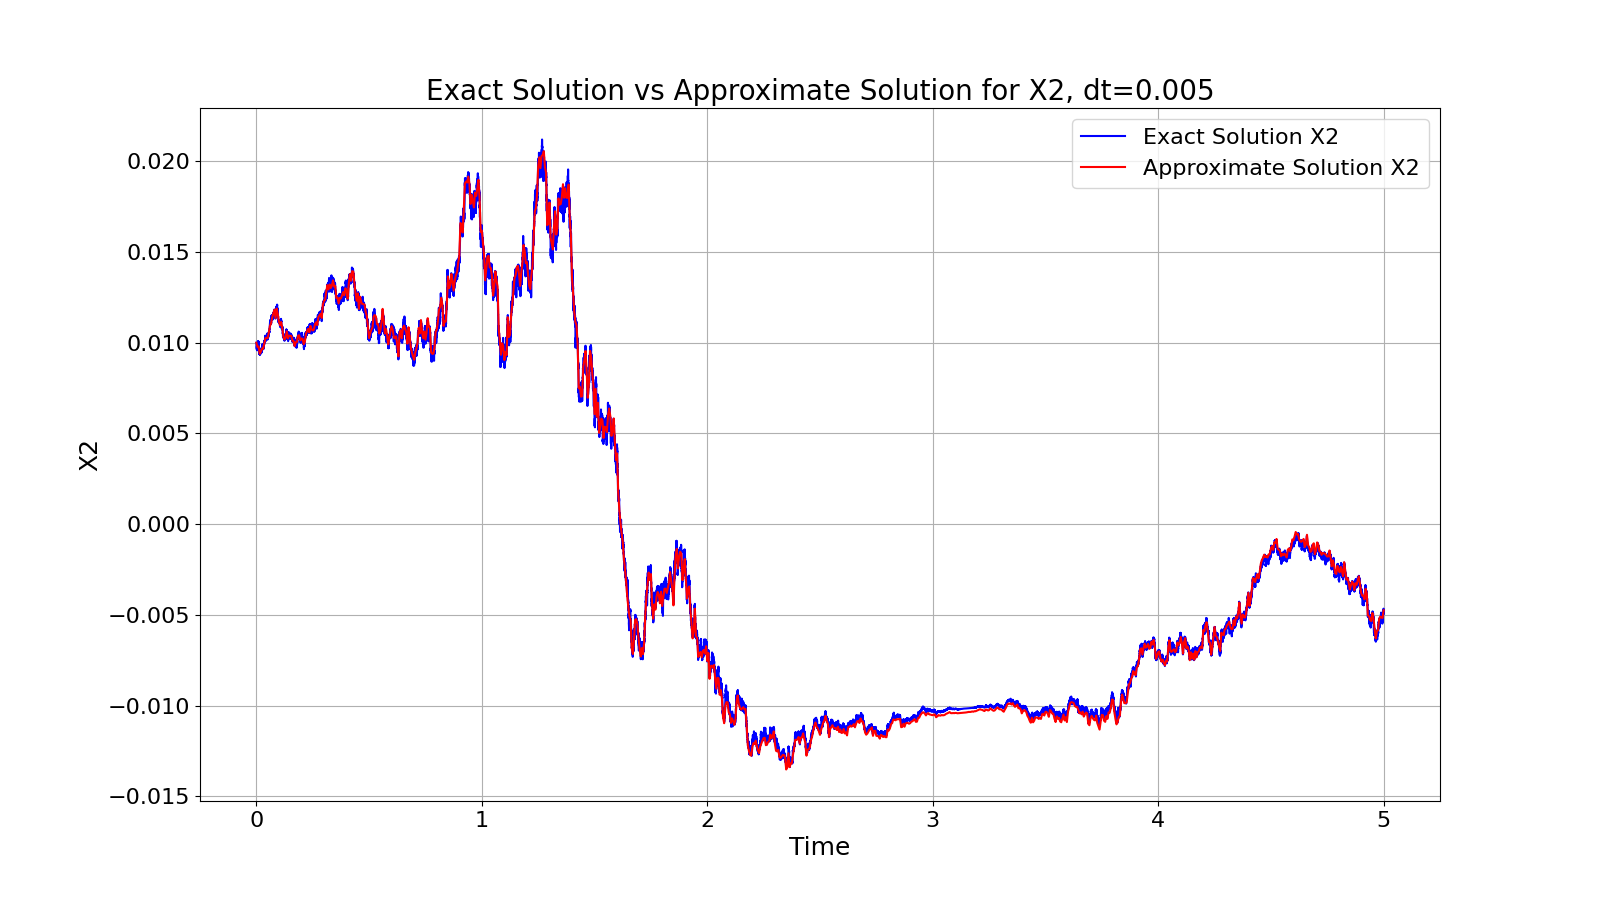 Exact Solution vs Approximate Solution for X2, dt=0.005
Exact Solution X2
Approximate Solution X2
0.020
0.015
0.010
0.005
0.000
−0.005
−0.010
−0.015
X2
0 1 2 3 4 5
Time